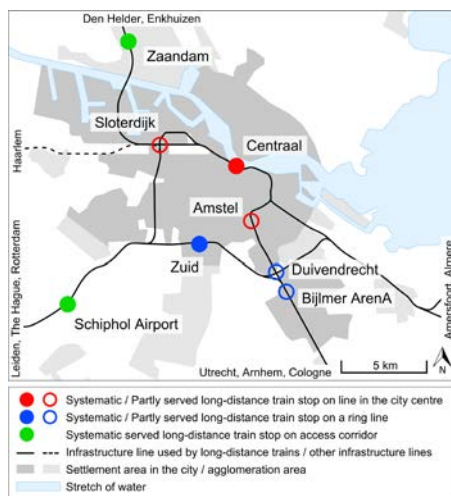 Den Helder, Enkhuizen
Zaandam
Sloterdijk
Haarlem
Centraal
Amstel
Zuid
Duivendrecht
Bijlmer ArenA
Schiphol Airport
Leiden, The Hague, Rotterdam
Amersfoort, Almere
Utrecht, Arnhem, Cologne
5 km
N
Systematic / Partly served long-distance train stop on line in the city centre
Systematic / Partly served long-distance train stop on a ring line
Systematic served long-distance train stop on access corridor
Infrastructure line used by long-distance trains / other infrastructure lines
Settlement area in the city / agglomeration area
Stretch of water